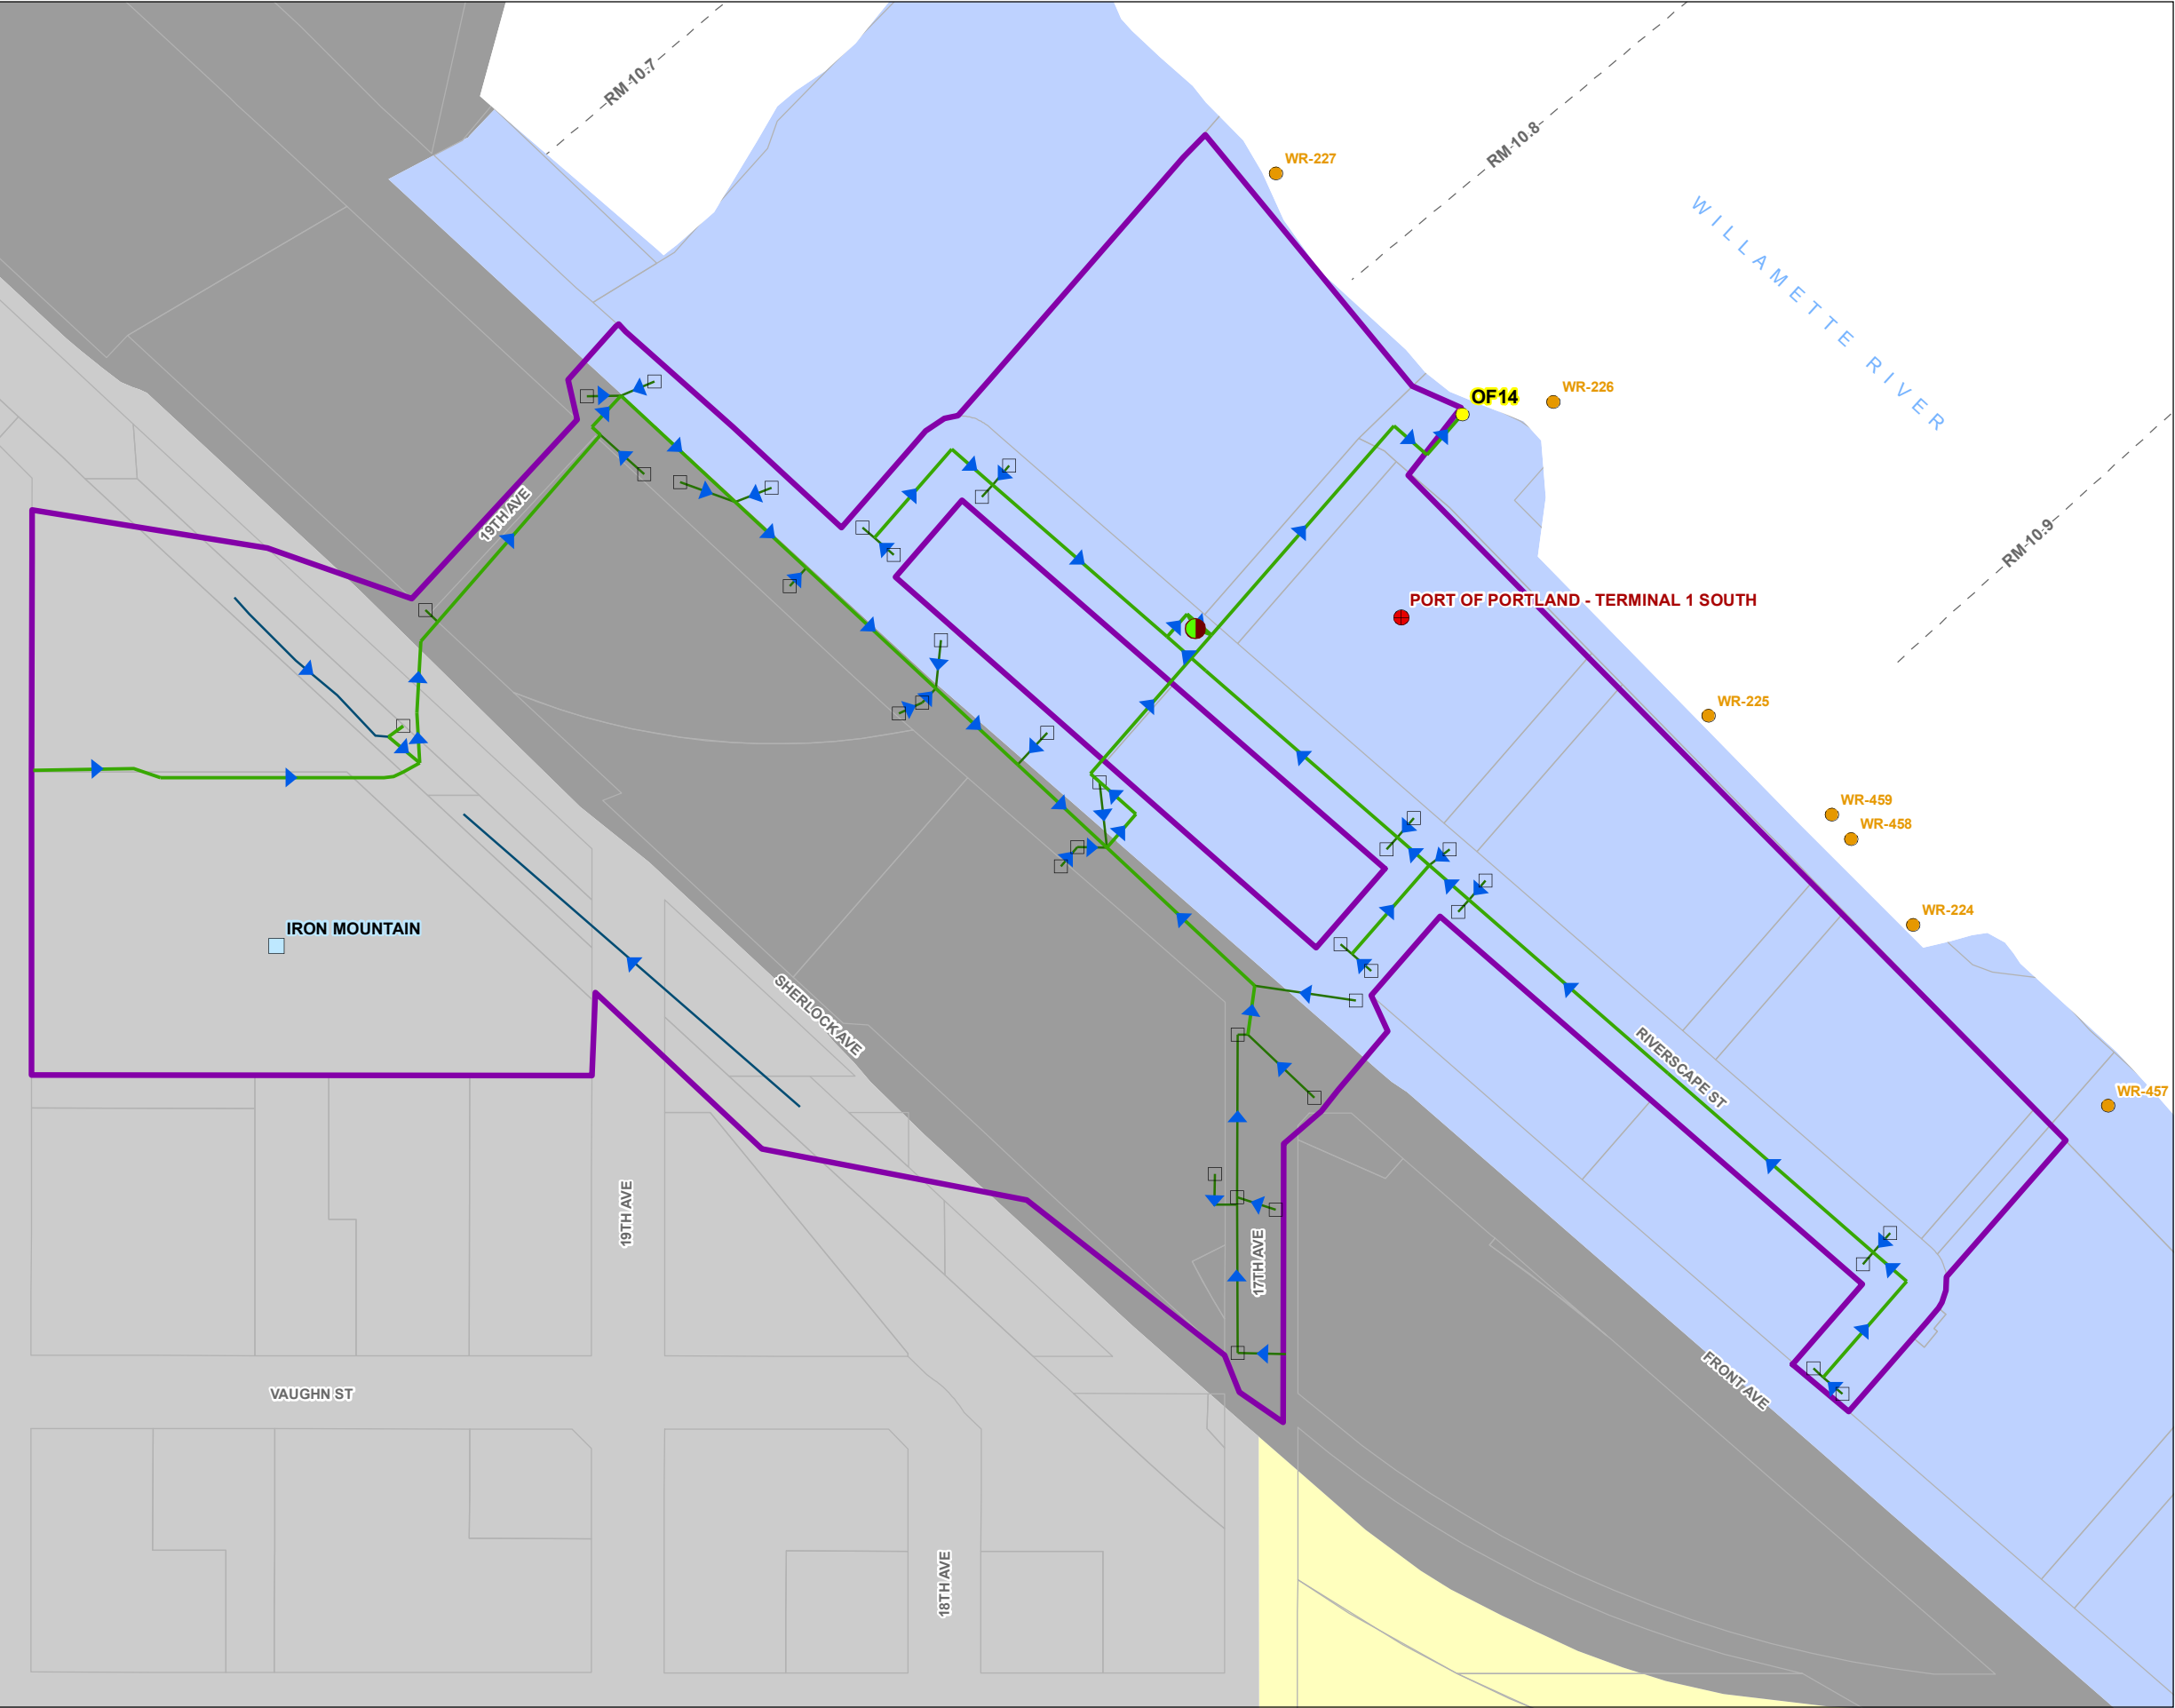 RM-10.7
RM-10.8
WR-227
WILLAMETTE RIVER
WR-226
OF14
19TH AVE
RM-10.9
PORT OF PORTLAND - TERMINAL 1 SOUTH
WR-225
WR-459
WR-458
IRON MOUNTAIN
WR-224
SHERLOCK AVE
RIVERSCAPE ST
WR-457
19TH AVE
17TH AVE
VAUGHN ST
FRONT AVE
18TH AVE